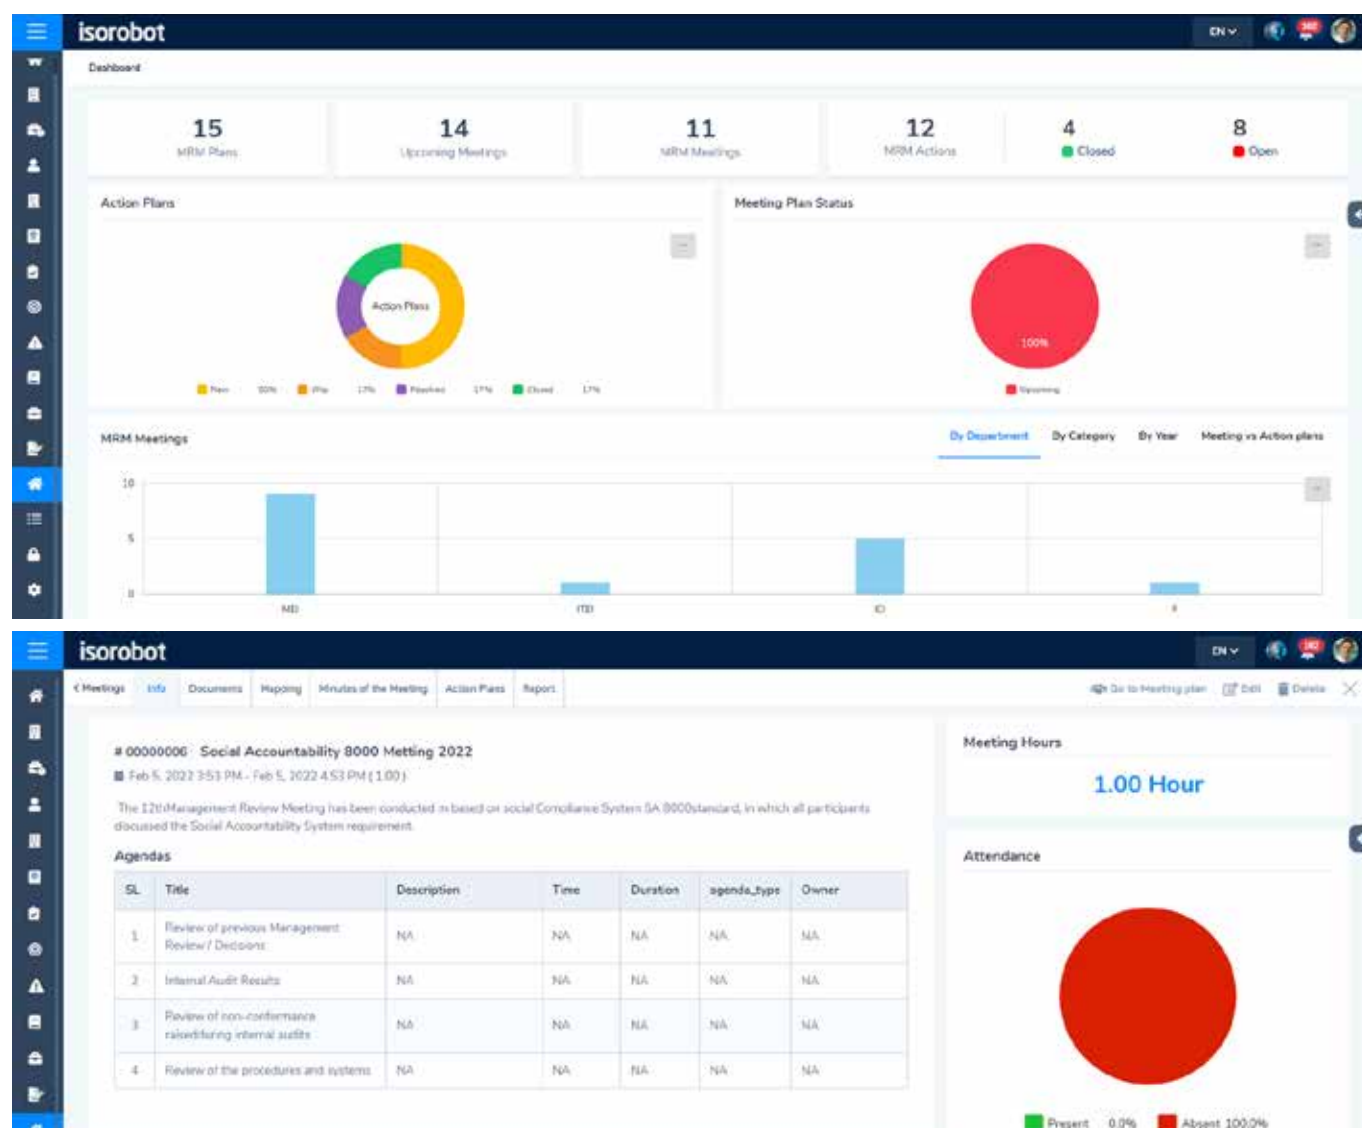 isorobot
EN
Dashboard
15
MRM Plans
14
Upcoming Meetings
11
MRM Meetings
12
MRM Actions
4
Closed
8
Open
Action Plans
Meeting Plan Status
Action Plans
100%
50% 17% Resolved 17% Closed 17%
Upcoming
MRM Meetings
By Department By Category By Year Meeting vs Action plans
10
5
0
MD ITD ID
isorobot
EN
Meetings Info Documents Mapping Minutes of the Meeting Action Plans Report
Go to Meeting plan Edit Delete
# 00000006 Social Accountability 8000 Metting 2022
Feb 5, 2022 3:53 PM - Feb 5, 2022 4:53 PM ( 1.00 )
The 12thManagement Review Meeting has been conducted in based on social Compliance System SA 8000standard, in which all participants
discussed the Social Accountability System requirement.
Agendas
SL Title Description Time Duration agenda_type Owner
1 Review of previous Management Review / Decisions NA NA NA NA NA
2 Internal Audit Results NA NA NA NA NA
3 Review of non-conformance raisedduring internal audits NA NA NA NA NA
4 Review of the procedures and systems NA NA NA NA NA
Meeting Hours
1.00 Hour
Attendance
Present 0.0% Absent 100.0%